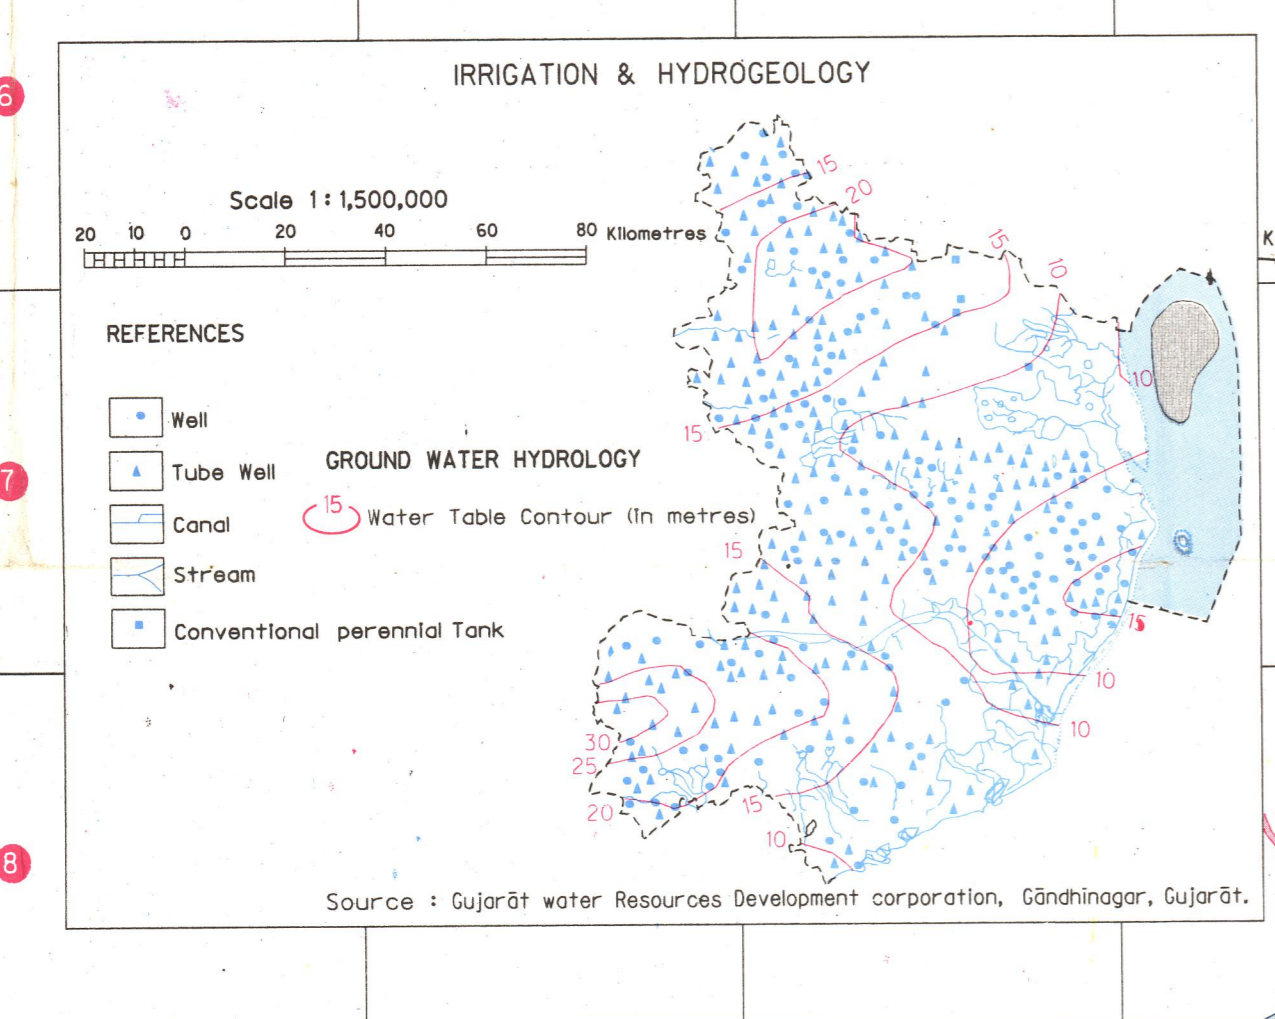 IRRIGATION & HYDROGEOLOGY
6
Scale 1:1,500,000
20 10 0 20 40 60 80 Kilometres
K
REFERENCES
Well
Tube Well
Canal
Stream
Conventional perennial Tank
7
GROUND WATER HYDROLOGY
15 Water Table Contour (in metres)
15
20
15
10
10
15
15
15
10
10
30
25
20
15
10
8
Source : Gujarāt water Resources Development corporation, Gāndhīnagar, Gujarāt.